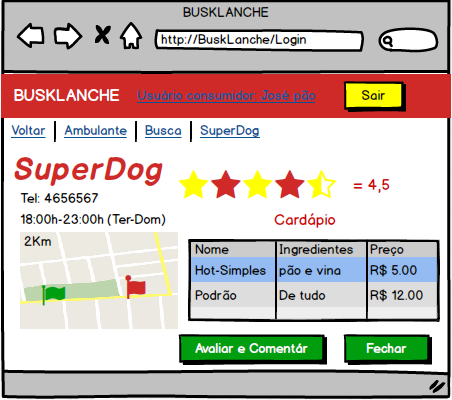 BUSKLANCHE
http://BuskLanche/Login
BUSKLANCHE Usuário consumidor: José pão Sair
Voltar Ambulante Busca SuperDog
SuperDog
= 4,5
Tel: 4656567
18:00h-23:00h (Ter-Dom)
Cardápio
2Km
Nome Ingredientes Preço
Hot-Simples pão e vina R$ 5.00
Podrão De tudo R$ 12.00
Avaliar e Comentár Fechar